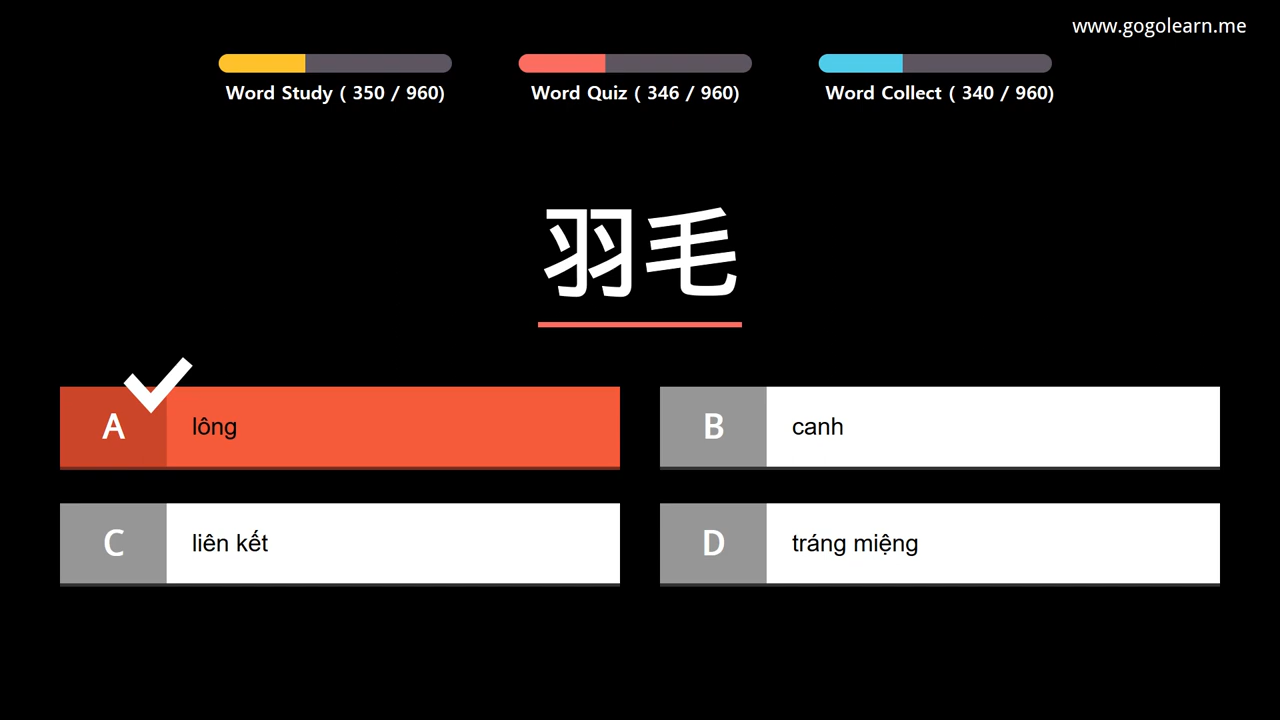 www.gogolearn.me
Word Study ( 350 / 960)
Word Quiz ( 346 / 960)
Word Collect ( 340 / 960)
羽毛
A lông
B canh
C liên kết
D tráng miệng